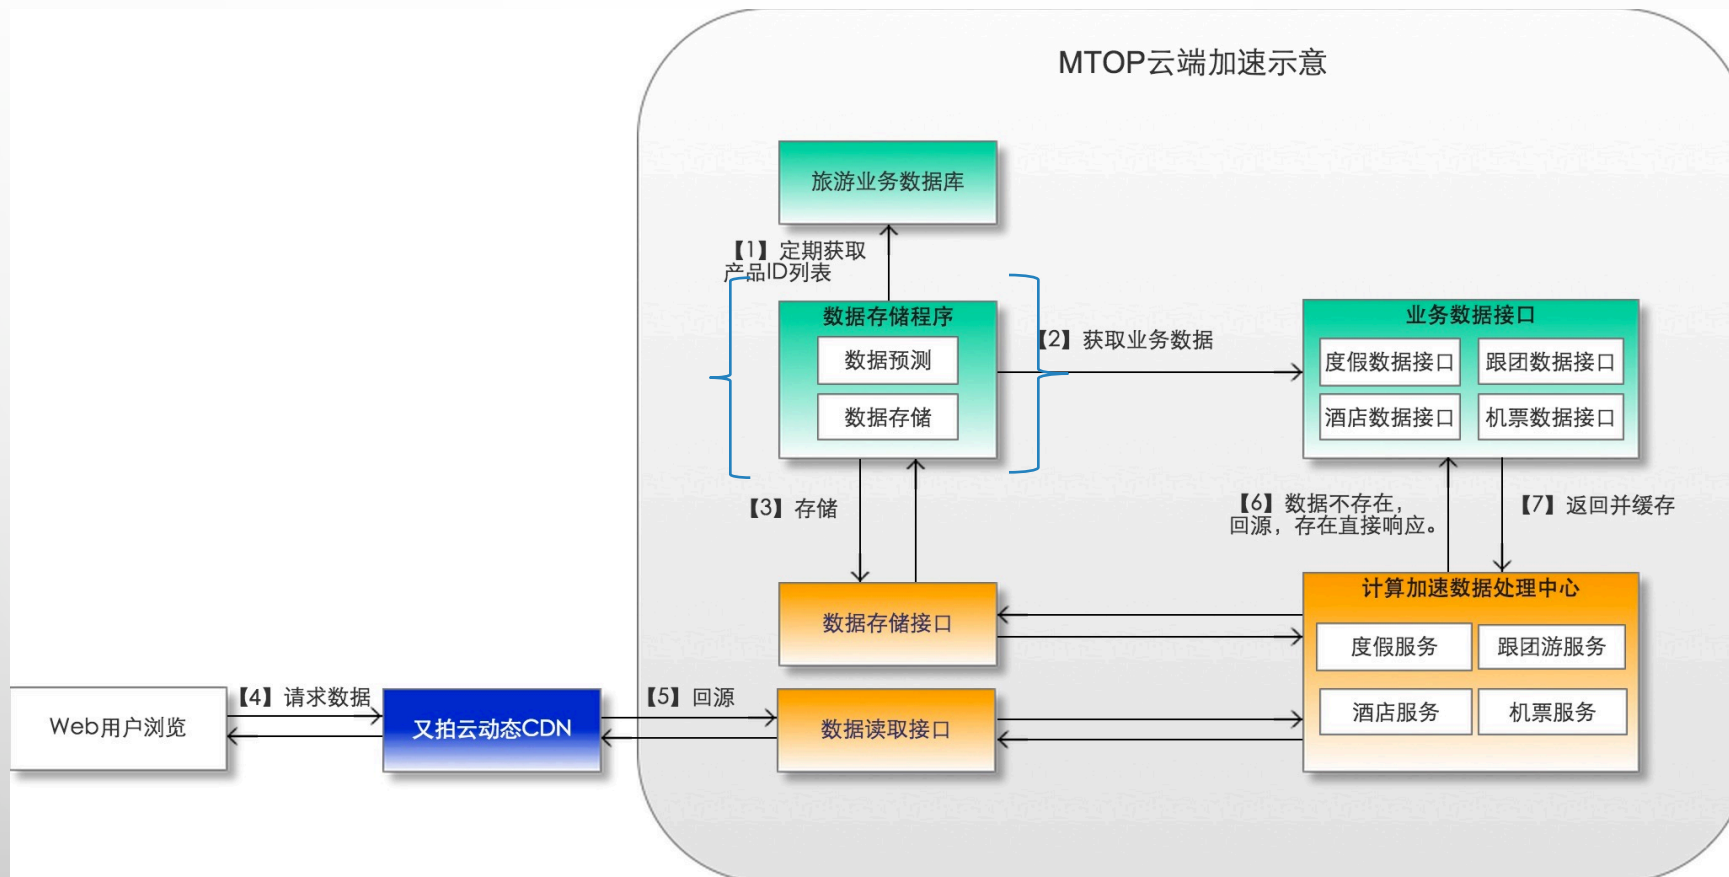 MTOP云端加速示意
旅游业务数据库
【1】定期获取
产品ID列表
数据存储程序
数据预测
数据存储
【2】获取业务数据
业务数据接口
度假数据接口
跟团数据接口
酒店数据接口
机票数据接口
【3】存储
【6】数据不存在，
回源，存在直接响应。
【7】返回并缓存
数据存储接口
计算加速数据处理中心
度假服务
跟团游服务
酒店服务
机票服务
Web用户浏览
【4】请求数据
又拍云动态CDN
【5】回源
数据读取接口